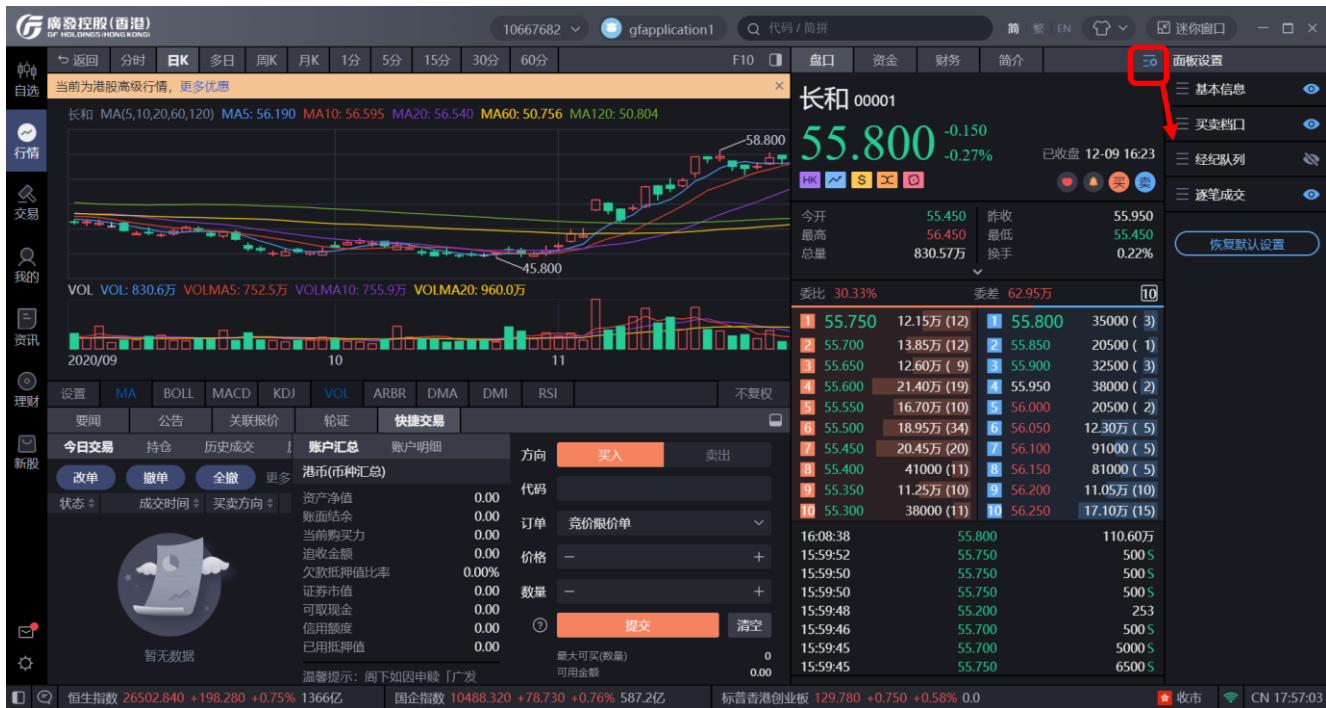 廣發控股(香港)
GF HOLDINGS(HONG KONG)
10667682
gfapplication1
代码/简拼
简 繁 EN
迷你窗口
自选
行情
交易
我的
资讯
理财
新股
返回 分时 日K 多日 周K 月K 1分 5分 15分 30分 60分 F10
当前为港股高级行情，更多优惠 ×
长和 MA(5,10,20,60,120) MA5: 56.190 MA10: 56.595 MA20: 56.540 MA60: 50.756 MA120: 50.804
58.800
45.800
VOL VOL: 830.6万 VOLMA5: 752.5万 VOLMA10: 755.9万 VOLMA20: 960.0万
2020/09 10 11
设置 MA BOLL MACD KDJ VOL ARBR DMA DMI RSI 不复权
要闻 公告 关联报价 轮证 快捷交易
今日交易 持仓 历史成交
改单 撤单 全撤 更多
状态 成交时间 买卖方向
暂无数据
账户汇总 账户明细
港币(币种汇总)
资产净值 0.00
账面结余 0.00
当前购买力 0.00
追收金额 0.00
欠款抵押值比率 0.00%
证券市值 0.00
可取现金 0.00
信用额度 0.00
已用抵押值 0.00
温馨提示：阁下如因申赎「广发
方向 买入 卖出
代码
订单 竞价限价单
价格 − +
数量 − +
提交 清空
最大可买(数量) 0
可用金额 0.00
盘口 资金 财务 简介
长和 00001
55.800 -0.150
-0.27%
已收盘 12-09 16:23
HK $ 买 卖
今开 55.450 昨收 55.950
最高 56.450 最低 55.450
总量 830.57万 换手 0.22%
委比 30.33% 委差 62.95万 10
1 55.750 12.15万 (12) 1 55.800 35000 ( 3)
2 55.700 13.85万 (12) 2 55.850 20500 ( 1)
3 55.650 12.60万 ( 9) 3 55.900 32500 ( 3)
4 55.600 21.40万 (19) 4 55.950 38000 ( 2)
5 55.550 16.70万 (10) 5 56.000 20500 ( 2)
6 55.500 18.95万 (34) 6 56.050 12.30万 ( 5)
7 55.450 20.45万 (20) 7 56.100 91000 ( 5)
8 55.400 41000 (11) 8 56.150 81000 ( 5)
9 55.350 11.25万 (10) 9 56.200 11.05万 (10)
10 55.300 38000 (11) 10 56.250 17.10万 (15)
16:08:38 55.800 110.60万
15:59:52 55.750 500 S
15:59:50 55.750 500 S
15:59:50 55.750 500 S
15:59:48 55.200 253
15:59:46 55.700 500 S
15:59:45 55.700 5000 S
15:59:45 55.750 6500 S
面板设置
基本信息
买卖档口
经纪队列
逐笔成交
恢复默认设置
恒生指数 26502.840 +198.280 +0.75% 1366亿 国企指数 10488.320 +78.730 +0.76% 587.2亿 标普香港创业板 129.780 +0.750 +0.58% 0.0 收市 CN 17:57:03